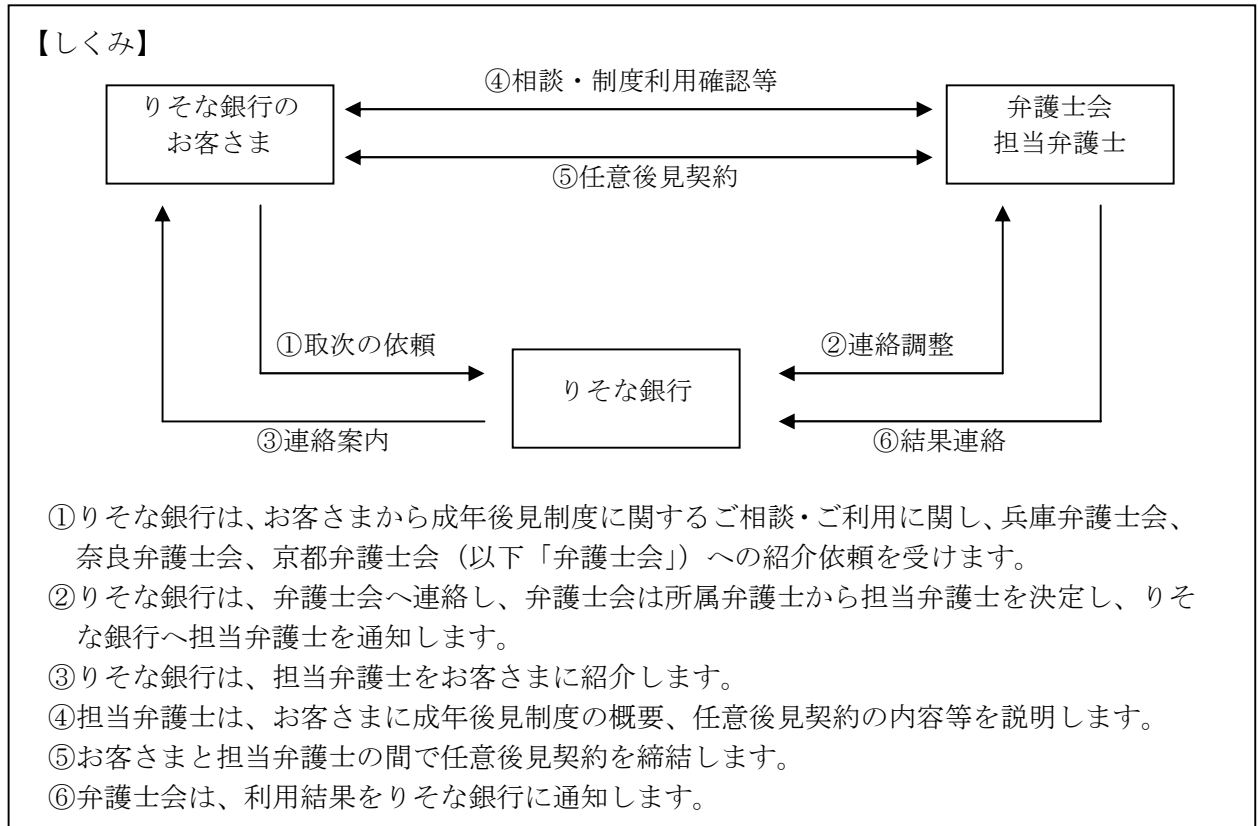 【しくみ】
④相談・制度利用確認等
りそな銀行の
お客さま
弁護士会
担当弁護士
⑤任意後見契約
①取次の依頼
②連絡調整
りそな銀行
③連絡案内
⑥結果連絡
①りそな銀行は、お客さまから成年後見制度に関するご相談・ご利用に関し、兵庫弁護士会、
奈良弁護士会、京都弁護士会（以下「弁護士会」）への紹介依頼を受けます。
②りそな銀行は、弁護士会へ連絡し、弁護士会は所属弁護士から担当弁護士を決定し、りそ
な銀行へ担当弁護士を通知します。
③りそな銀行は、担当弁護士をお客さまに紹介します。
④担当弁護士は、お客さまに成年後見制度の概要、任意後見契約の内容等を説明します。
⑤お客さまと担当弁護士の間で任意後見契約を締結します。
⑥弁護士会は、利用結果をりそな銀行に通知します。